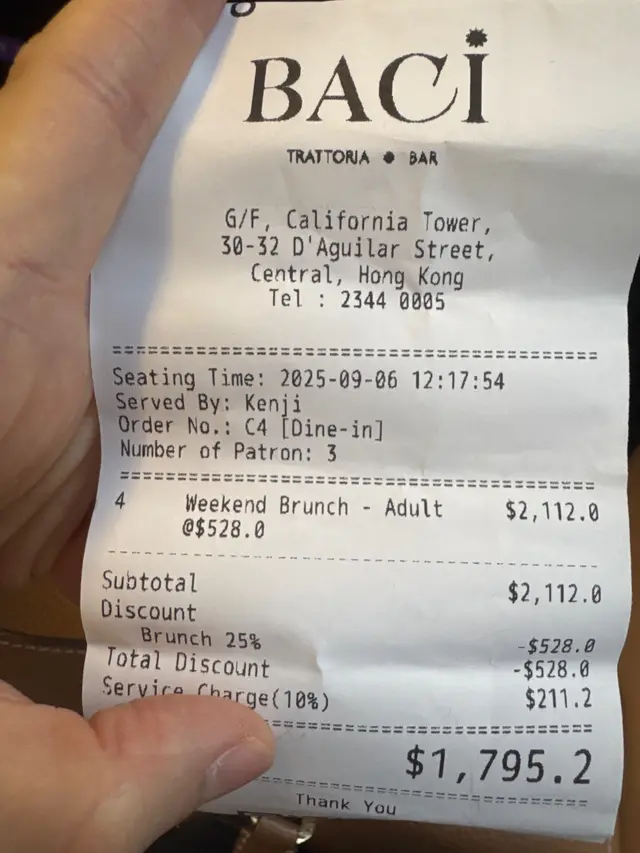 BACi
TRATTORIA ● BAR
G/F, California Tower,
30-32 D'Aguilar Street,
Central, Hong Kong
Tel : 2344 0005
============================================================
Seating Time: 2025-09-06 12:17:54
Served By: Kenji
Order No.: C4 [Dine-in]
Number of Patron: 3
============================================================
4 Weekend Brunch - Adult $2,112.0
@$528.0
------------------------------------------------------------
Subtotal $2,112.0
Discount
Brunch 25% -$528.0
Total Discount -$528.0
Service Charge(10%) $211.2
============================================================
$1,795.2
============================================================
Thank You